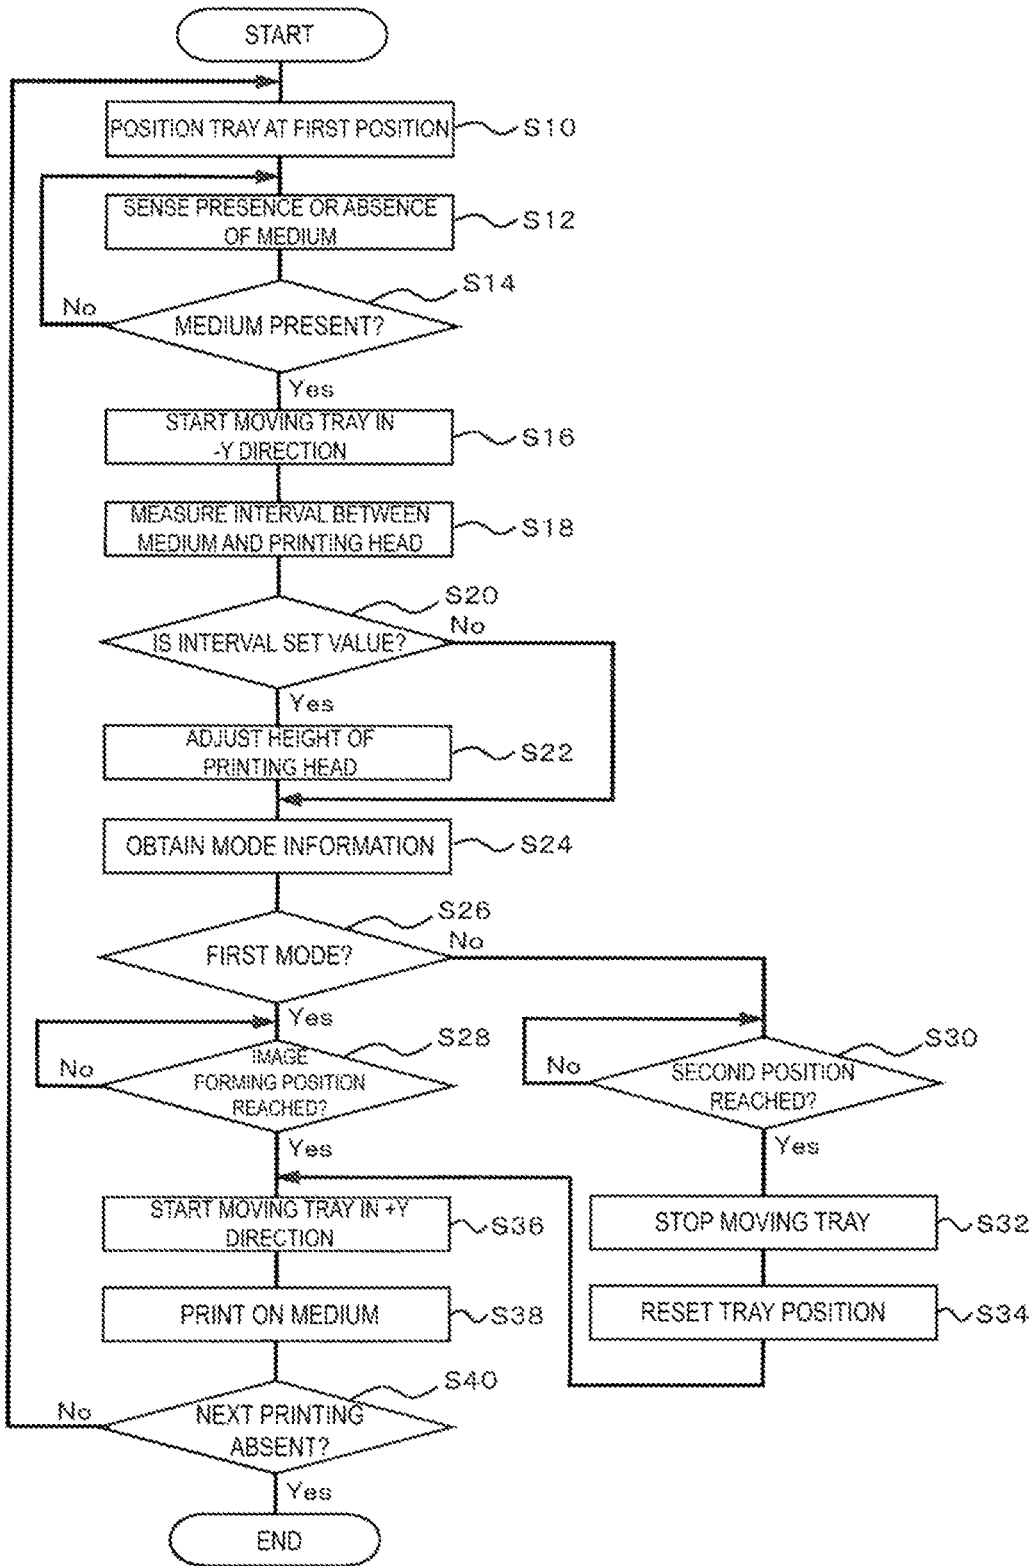 START
POSITION TRAY AT FIRST POSITION
S10
SENSE PRESENCE OR ABSENCE
OF MEDIUM
S12
S14
No
MEDIUM PRESENT?
Yes
START MOVING TRAY IN
-Y DIRECTION
S16
MEASURE INTERVAL BETWEEN
MEDIUM AND PRINTING HEAD
S18
S20
IS INTERVAL SET VALUE?
No
Yes
ADJUST HEIGHT OF
PRINTING HEAD
S22
OBTAIN MODE INFORMATION
S24
S26
FIRST MODE?
No
Yes
S28
No
IMAGE
FORMING POSITION
REACHED?
Yes
S30
No
SECOND POSITION
REACHED?
Yes
START MOVING TRAY IN +Y
DIRECTION
S36
STOP MOVING TRAY
S32
PRINT ON MEDIUM
S38
RESET TRAY POSITION
S34
S40
No
NEXT PRINTING
ABSENT?
Yes
END